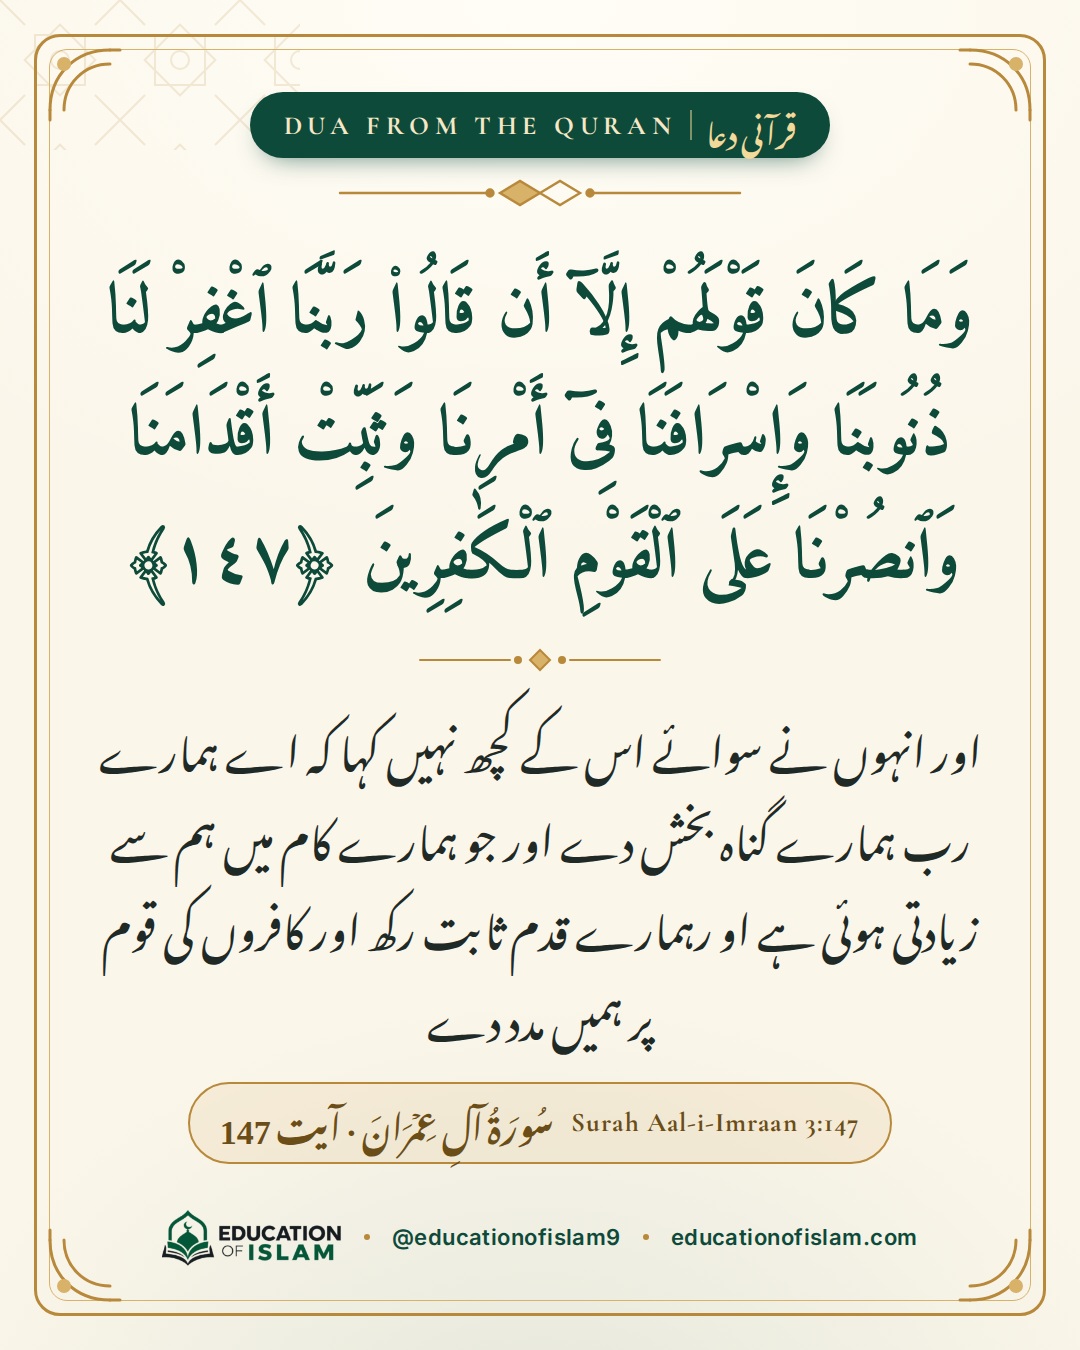 DUA FROM THE QURAN | قرآنی دعا
وَمَا كَانَ قَوْلَهُمْ إِلَّآ أَن قَالُوا۟ رَبَّنَا ٱغْفِرْ لَنَا
ذُنُوبَنَا وَإِسْرَافَنَا فِىٓ أَمْرِنَا وَثَبِّتْ أَقْدَامَنَا
وَٱنصُرْنَا عَلَى ٱلْقَوْمِ ٱلْكَـٰفِرِينَ ﴿١٤٧﴾
اور انہوں نے سوائے اس کے کچھ نہیں کہا کہ اے ہمارے
رب ہمارے گناہ بخش دے اور جو ہمارے کام میں ہم سے
زیادتی ہوئی ہے او رہمارے قدم ثابت رکھ اور کافروں کی قوم
پر ہمیں مدد دے
سُورَةُ آلِ عِمۡرَانَ · آیت 147 Surah Aal-i-Imraan 3:147
EDUCATION OF ISLAM • @educationofislam9 • educationofislam.com